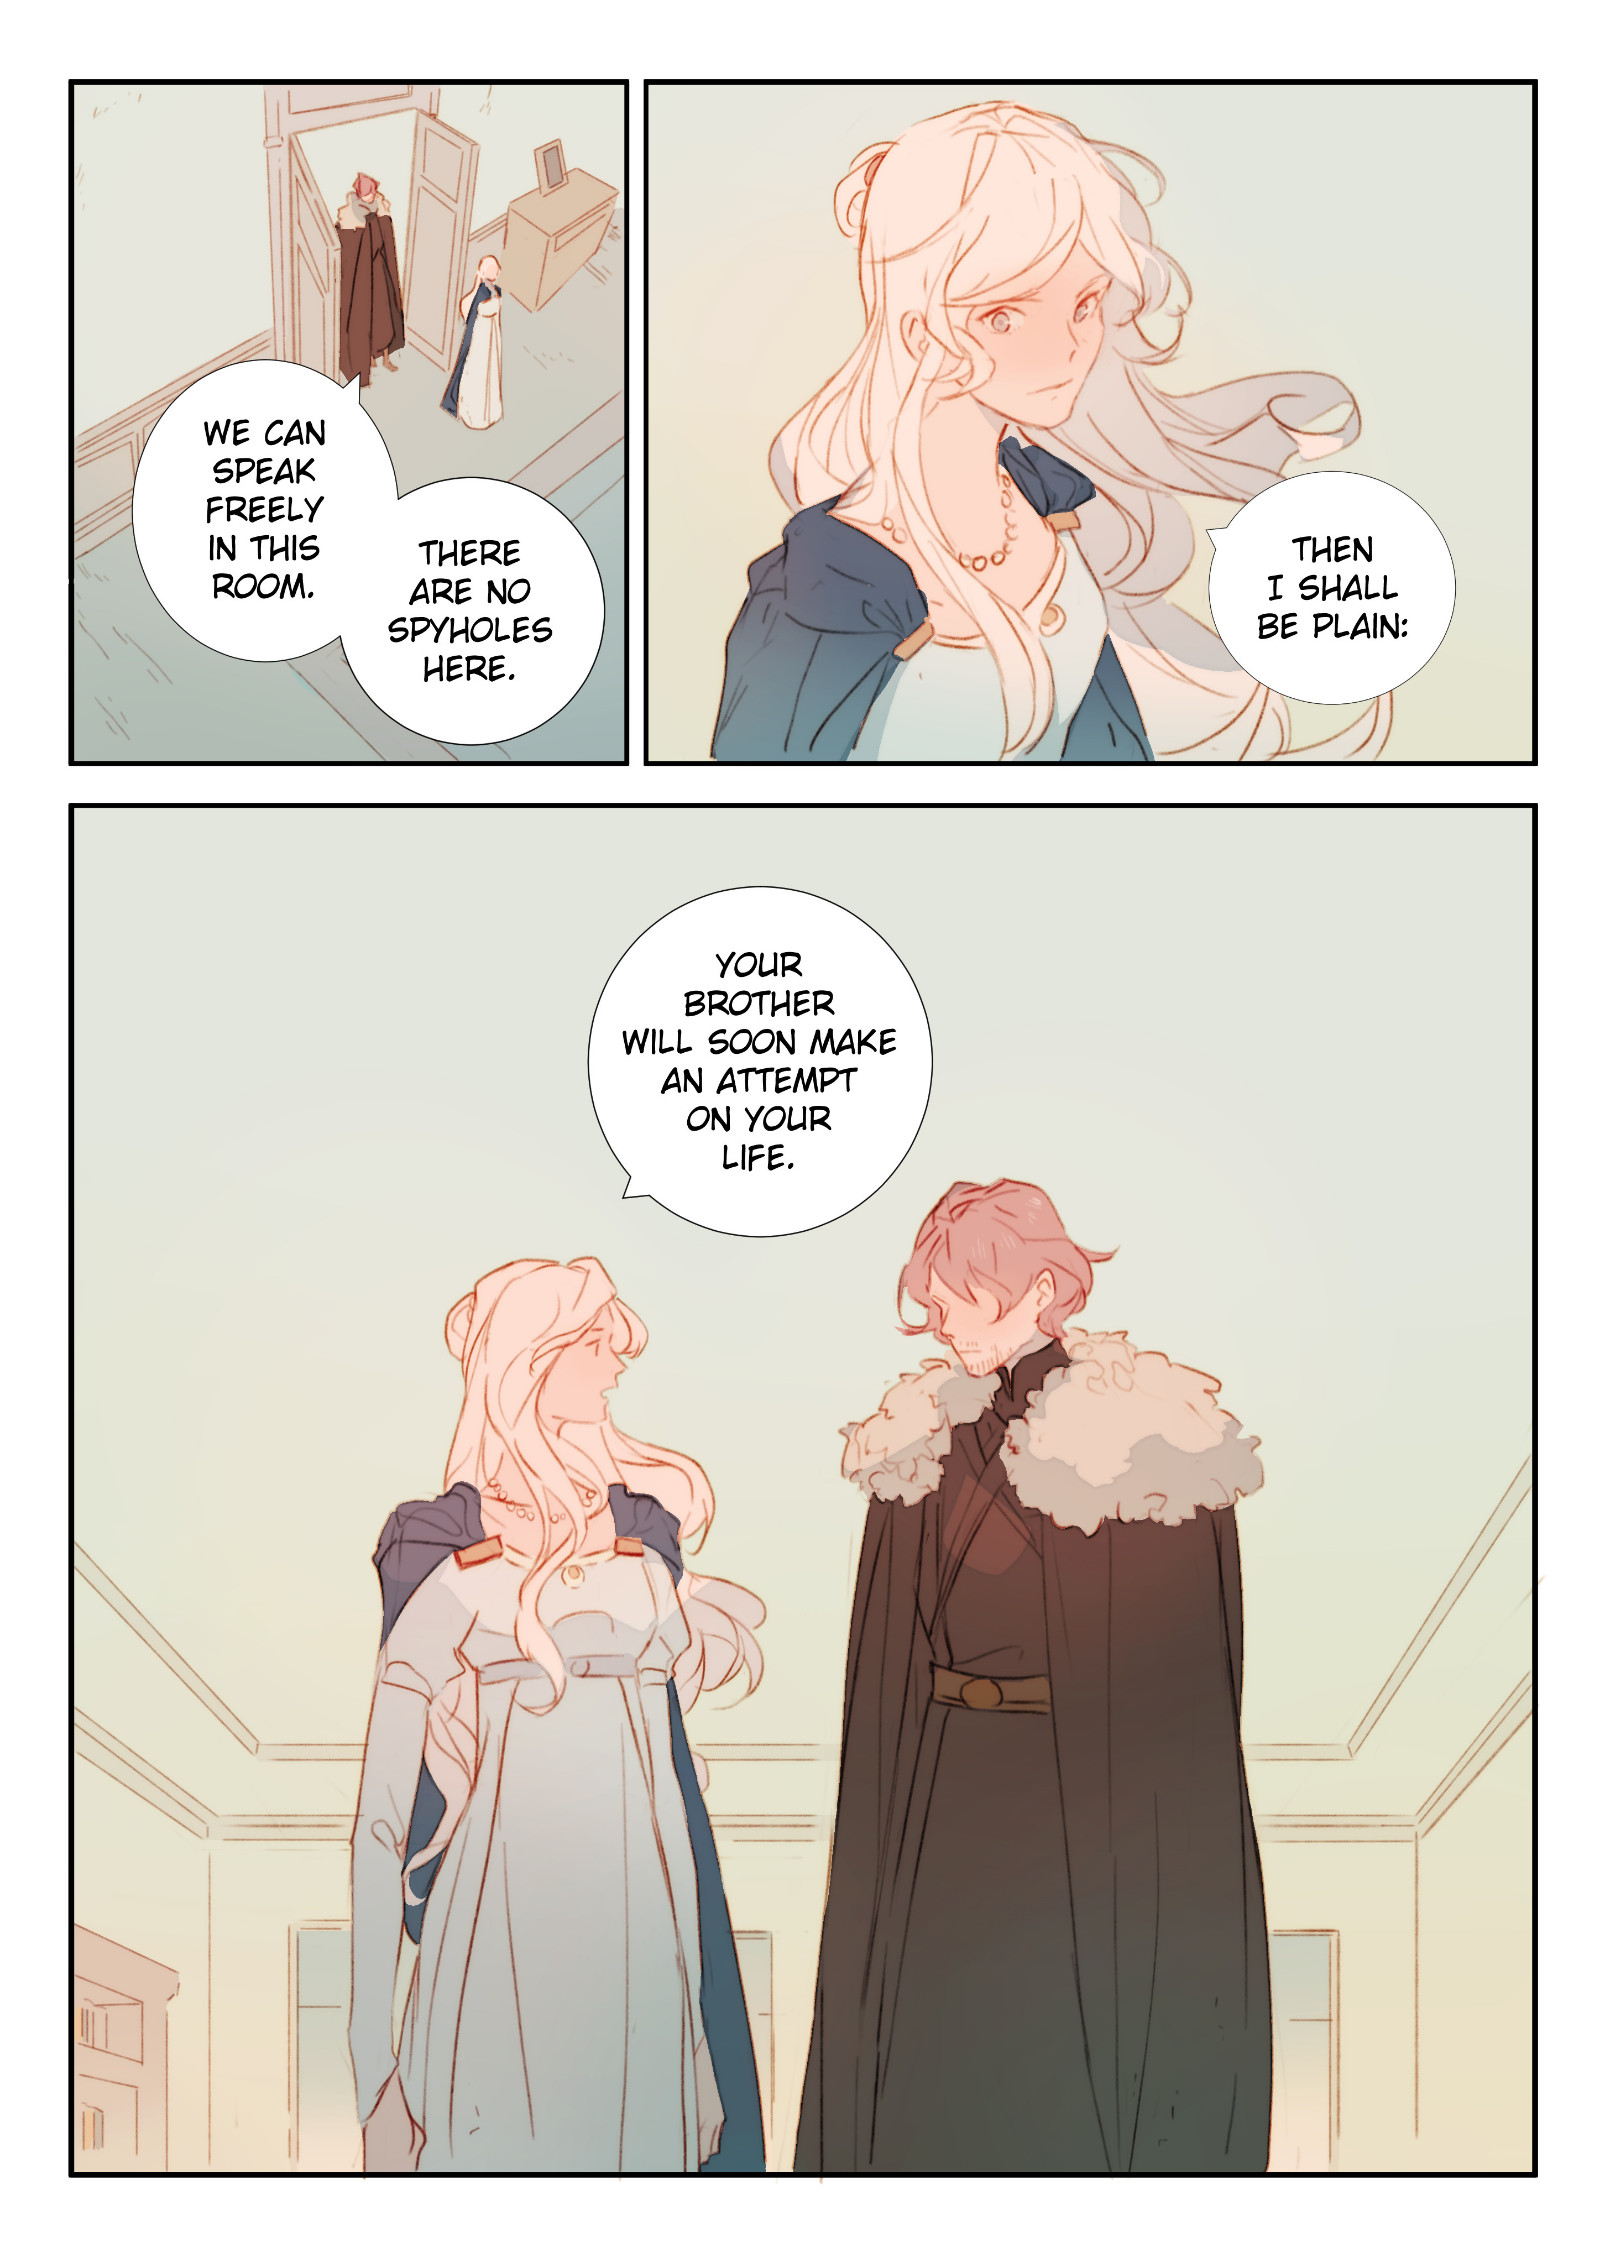 WE CAN
SPEAK
FREELY
IN THIS
ROOM.
THERE
ARE NO
SPYHOLES
HERE.
THEN
I SHALL
BE PLAIN:
YOUR
BROTHER
WILL SOON MAKE
AN ATTEMPT
ON YOUR
LIFE.